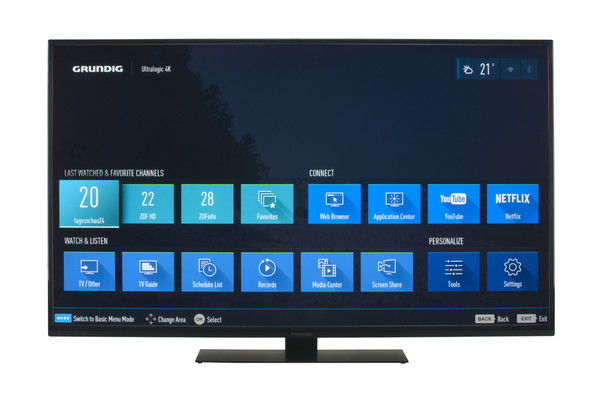 GRUNDIG
Ultralogic 4K
21°
LAST WATCHED & FAVORITE CHANNELS
CONNECT
20
tagesschau24
22
ZDF HD
28
ZDFinfo
Favorites
Web Browser
Application Center
YouTube
YouTube
NETFLIX
Netflix
WATCH & LISTEN
PERSONALIZE
TV / Other
TV Guide
Schedule List
Records
Media Center
Screen Share
Tools
Settings
Switch to Basic Menu Mode
Change Area
OK Select
BACK Back
EXIT Exit